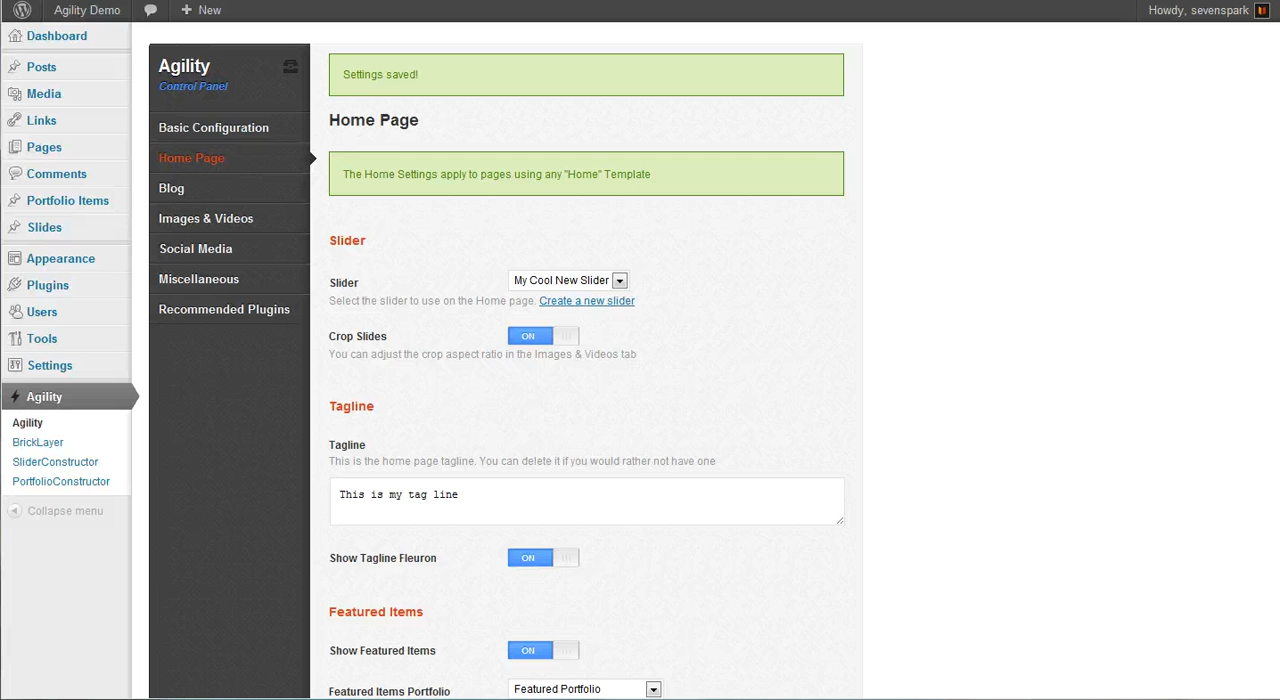 Agility Demo
New
Howdy, sevenspark
Dashboard
Posts
Media
Links
Pages
Comments
Portfolio Items
Slides
Appearance
Plugins
Users
Tools
Settings
Agility
Agility
BrickLayer
SliderConstructor
PortfolioConstructor
Collapse menu
Agility
Control Panel
Basic Configuration
Home Page
Blog
Images & Videos
Social Media
Miscellaneous
Recommended Plugins
Settings saved!
Home Page
The Home Settings apply to pages using any "Home" Template
Slider
Slider
My Cool New Slider
Select the slider to use on the Home page. Create a new slider
Crop Slides
ON
You can adjust the crop aspect ratio in the Images & Videos tab
Tagline
Tagline
This is the home page tagline. You can delete it if you would rather not have one
This is my tag line
Show Tagline Fleuron
ON
Featured Items
Show Featured Items
ON
Featured Items Portfolio
Featured Portfolio